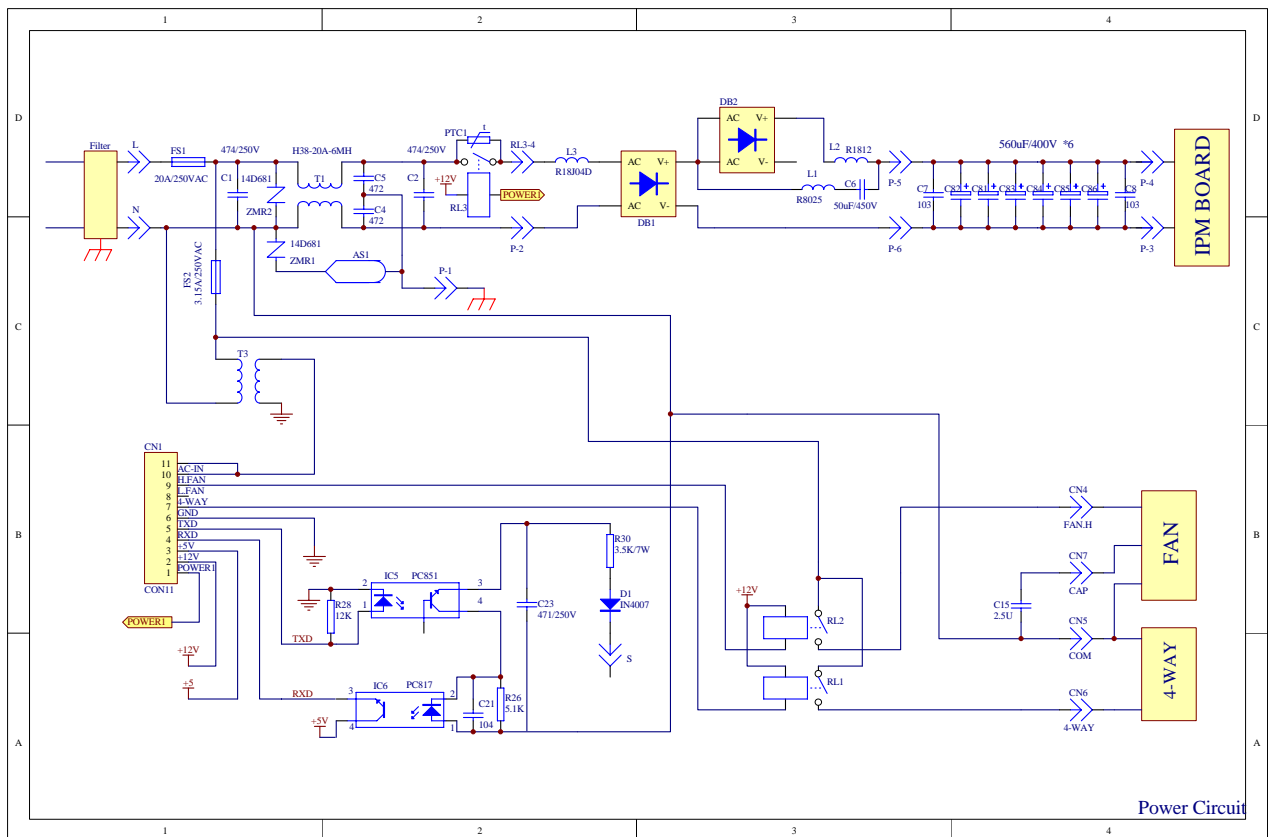 1 2 3 4
D
D
Filter
L
FS1
20A/250VAC
474/250V
C1
14D681
ZMR2
H38-20A-6MH
T1
C5
472
C4
472
474/250V
C2
PTC1
t
+12V
RL3
POWER1
RL3-4
L3
R18J04D
AC V+
AC V-
DB1
DB2
AC V+
AC V-
L2 R1812
L1
R8025
C6
50uF/450V
P-5
560uF/400V *6
C7
103
C82
C81
C83
C84
C85
C86
C8
103
P-4
IPM BOARD
N
P-2
P-6
P-3
14D681
ZMR1
AS1
P-1
FS2
3.15A/250VAC
C
C
T3
CN1
11
10 AC-IN
9 H.FAN
8 L.FAN
7 4-WAY
6 GND
5 TXD
4 RXD
3 +5V
2 +12V
1 POWER1
CON11
POWER1
+12V
+5
B
B
R28
12K
TXD
IC5 PC851
2
1
3
4
C23
471/250V
R30
3.5K/7W
D1
IN4007
S
+12V
RL2
RL1
CN4
FAN.H
CN7
CAP
C15
2.5U
CN5
COM
CN6
4-WAY
FAN
4-WAY
RXD
+5V
IC6 PC817
3
4
2
1
C21
104
R26
5.1K
A
A
Power Circuit
1 2 3 4